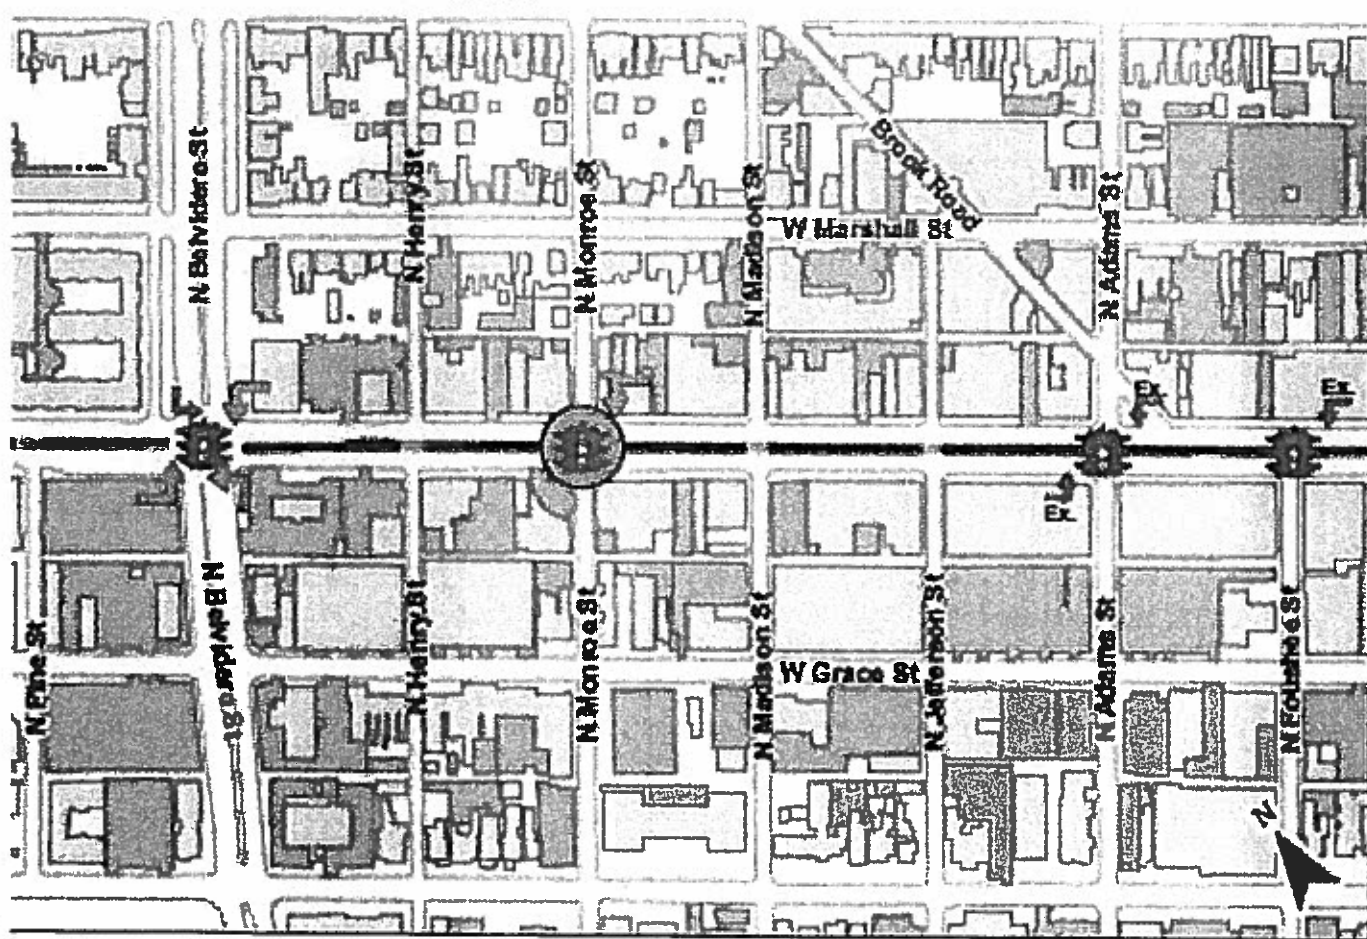 N Belvidere St
N Henry St
N Monroe St
N Madison St
Brook Road
N Adams St
W Marshall St
Ex.
Ex.
Ex.
N Pine St
N Belvidere St
N Henry St
N Monroe St
N Madison St
N Jefferson St
N Adams St
N Foushee St
W Grace St
N